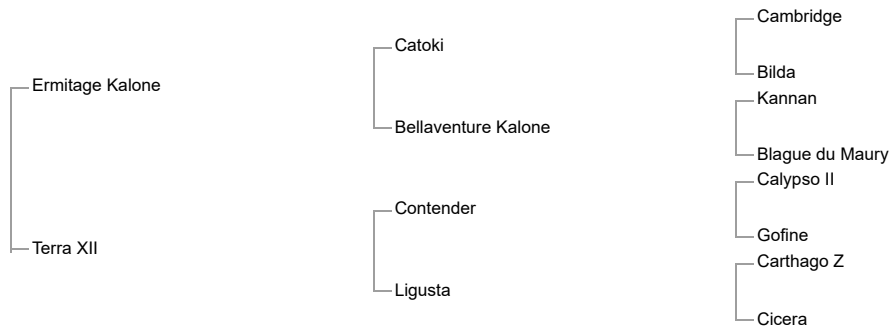 Cambridge
Catoki
Bilda
Ermitage Kalone
Kannan
Bellaventure Kalone
Blague du Maury
Calypso II
Contender
Gofine
Terra XII
Carthago Z
Ligusta
Cicera